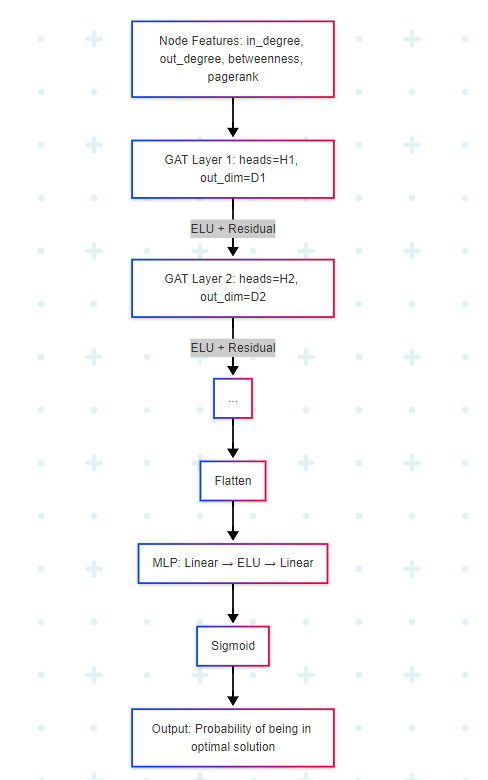 Node Features: in_degree,
out_degree, betweenness,
pagerank
GAT Layer 1: heads=H1,
out_dim=D1
ELU + Residual
GAT Layer 2: heads=H2,
out_dim=D2
ELU + Residual
...
Flatten
MLP: Linear → ELU → Linear
Sigmoid
Output: Probability of being in
optimal solution